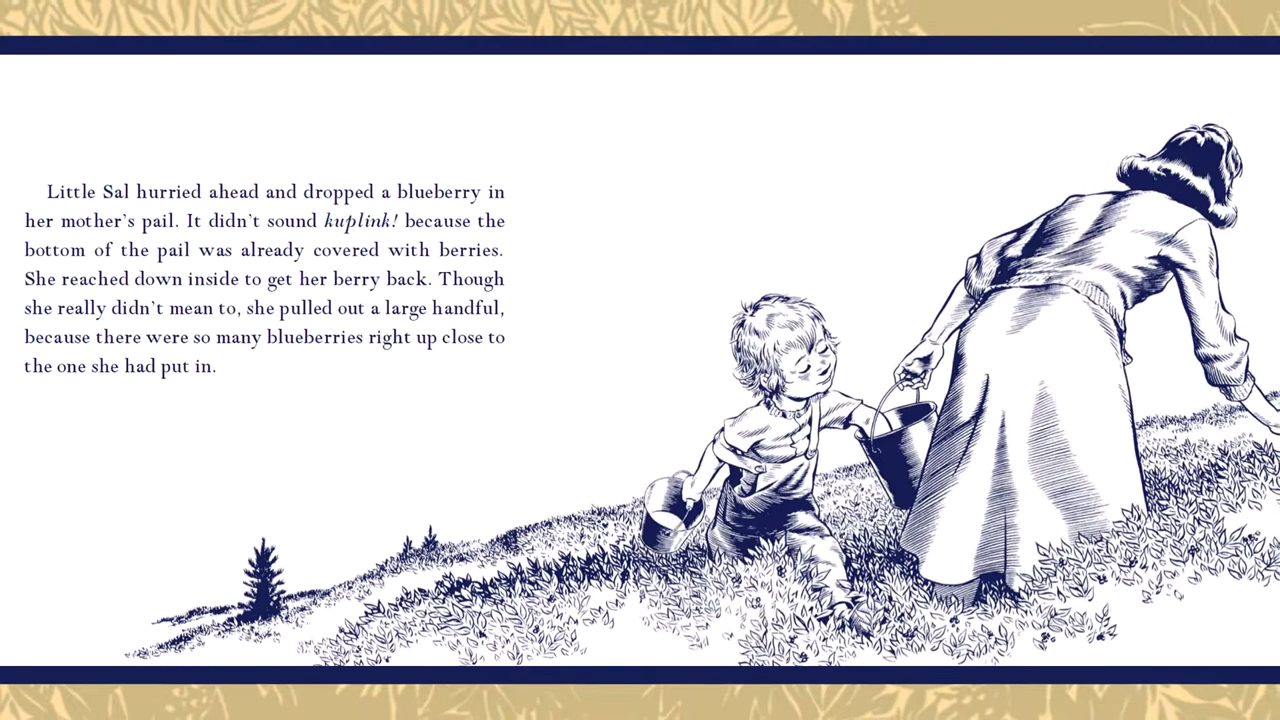 Little Sal hurried ahead and dropped a blueberry in
her mother's pail. It didn't sound kuplink! because the
bottom of the pail was already covered with berries.
She reached down inside to get her berry back. Though
she really didn't mean to, she pulled out a large handful,
because there were so many blueberries right up close to
the one she had put in.